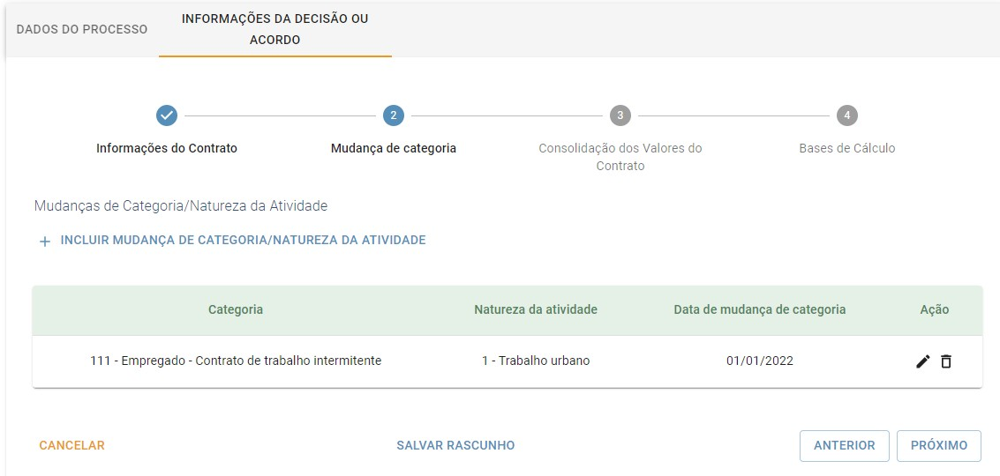 DADOS DO PROCESSO
INFORMAÇÕES DA DECISÃO OU
ACORDO
2
3
4
Informações do Contrato
Mudança de categoria
Consolidação dos Valores do
Contrato
Bases de Cálculo
Mudanças de Categoria/Natureza da Atividade
+ INCLUIR MUDANÇA DE CATEGORIA/NATUREZA DA ATIVIDADE
Categoria Natureza da atividade Data de mudança de categoria Ação
111 - Empregado - Contrato de trabalho intermitente 1 - Trabalho urbano 01/01/2022
CANCELAR SALVAR RASCUNHO ANTERIOR PRÓXIMO